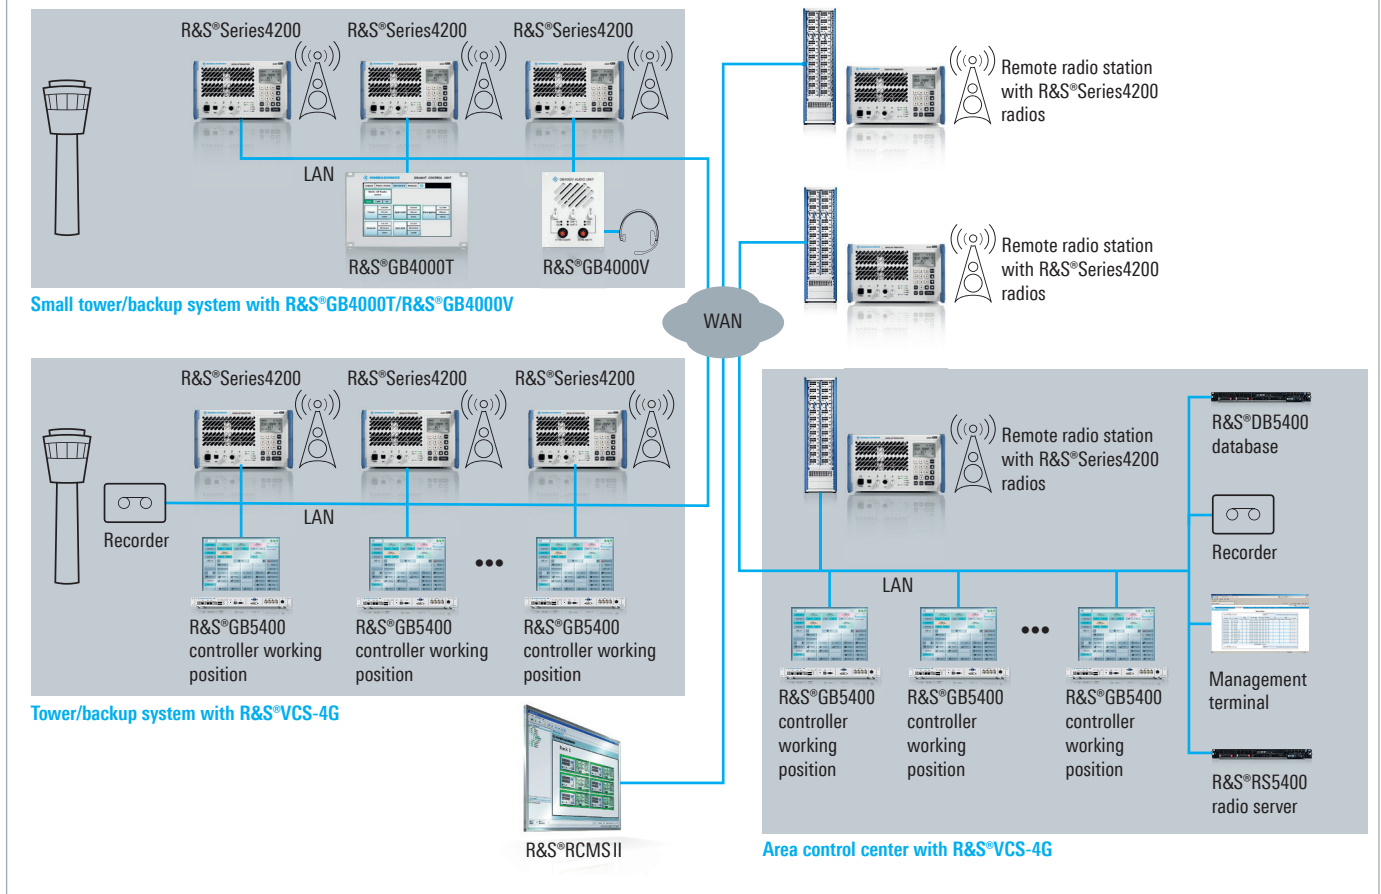 R&S®Series4200
R&S®Series4200
R&S®Series4200
LAN
R&S®GB4000T
R&S®GB4000V
Small tower/backup system with R&S®GB4000T/R&S®GB4000V
Remote radio station
with R&S®Series4200
radios
Remote radio station
with R&S®Series4200
radios
WAN
R&S®Series4200
R&S®Series4200
R&S®Series4200
Recorder
LAN
R&S®GB5400
controller working
position
R&S®GB5400
controller working
position
R&S®GB5400
controller working
position
Tower/backup system with R&S®VCS-4G
R&S®RCMS II
Remote radio station
with R&S®Series4200
radios
R&S®DB5400
database
Recorder
LAN
Management
terminal
R&S®GB5400
controller
working
position
R&S®GB5400
controller
working
position
R&S®GB5400
controller
working
position
R&S®RS5400
radio server
Area control center with R&S®VCS-4G